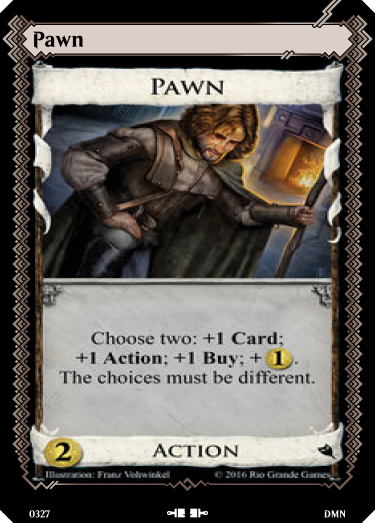 Pawn
PAWN
Choose two: +1 Card;
+1 Action; +1 Buy; + 1.
The choices must be different.
2 ACTION
Illustration: Franz Vohwinkel © 2016 Rio Grande Games
0327 DMN